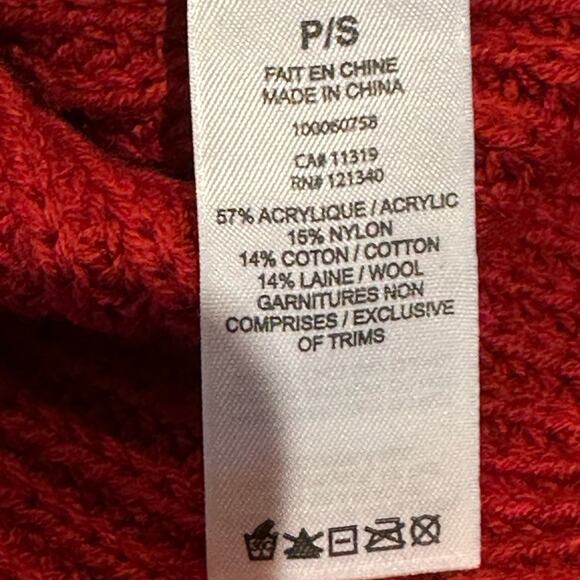 P/S
FAIT EN CHINE
MADE IN CHINA
100060758
CA# 11319
RN# 121340
57% ACRYLIQUE / ACRYLIC
15% NYLON
14% COTON / COTTON
14% LAINE / WOOL
GARNITURES NON
COMPRISES / EXCLUSIVE
OF TRIMS
30